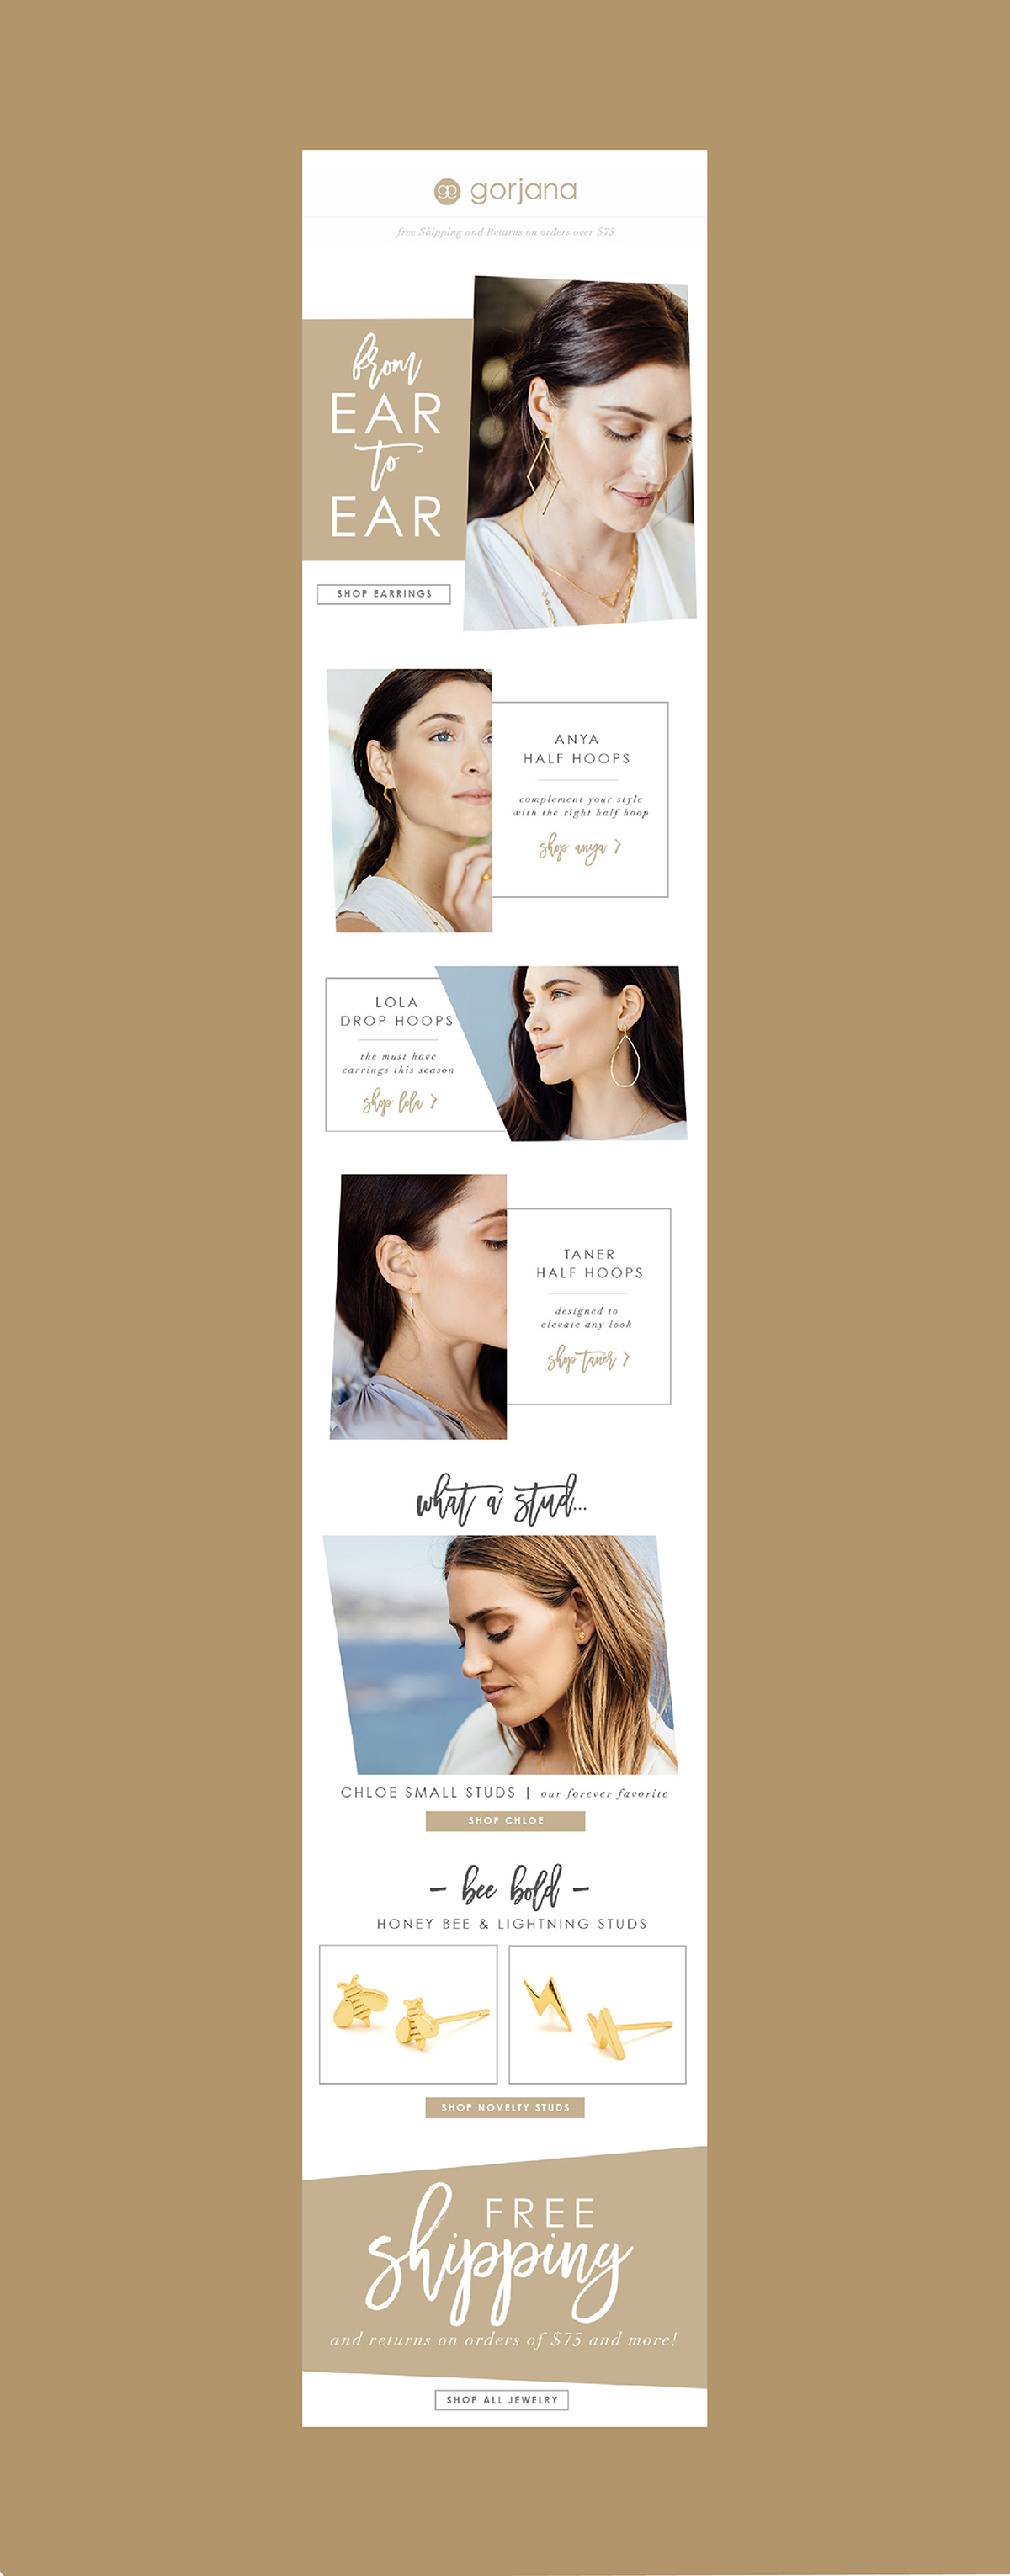 ge gorjana
free Shipping and Returns on orders over $75
from
EAR
to
EAR
SHOP EARRINGS
ANYA
HALF HOOPS
complement your style
with the right half hoop
shop anya >
LOLA
DROP HOOPS
the must have
earrings this season
shop lola >
TANER
HALF HOOPS
designed to
elevate any look
shop taner >
what a stud...
CHLOE SMALL STUDS | our forever favorite
SHOP CHLOE
- bee bold -
HONEY BEE & LIGHTNING STUDS
SHOP NOVELTY STUDS
FREE
shipping
and returns on orders of $75 and more!
SHOP ALL JEWELRY